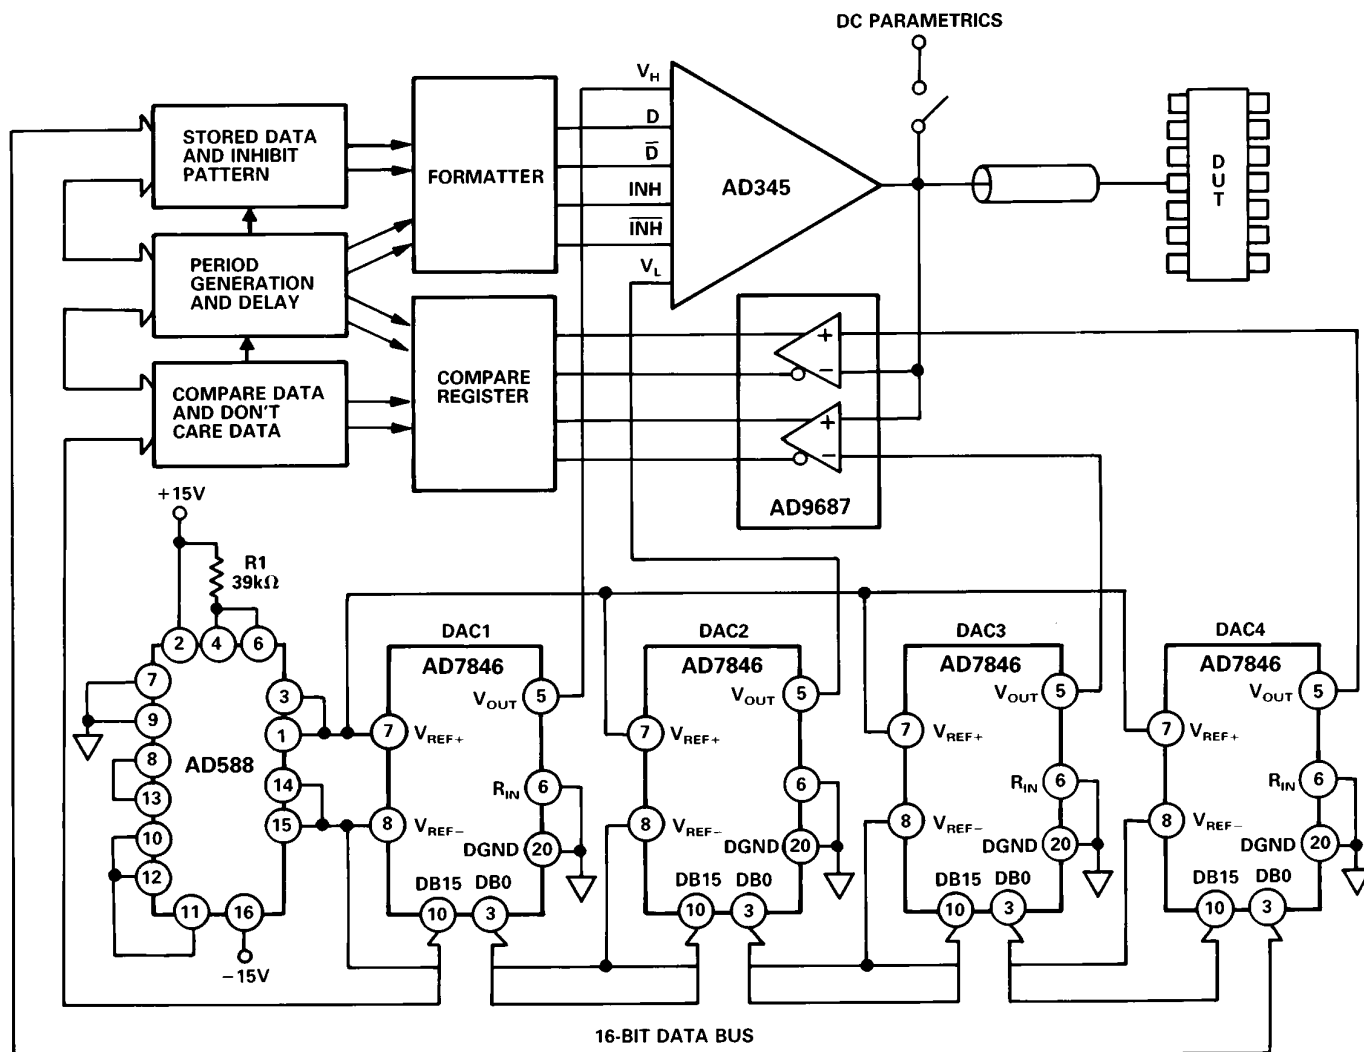 DC PARAMETRICS
STORED DATA
AND INHIBIT
PATTERN
FORMATTER
V_H
D
D̅
INH
I̅N̅H̅
V_L
AD345
DUT
PERIOD
GENERATION
AND DELAY
COMPARE DATA
AND DON'T
CARE DATA
COMPARE
REGISTER
+
−
+
−
AD9687
+15V
R1
39kΩ
2
4
6
7
9
8
13
10
12
11
16
3
1
14
15
AD588
−15V
DAC1
AD7846
V_OUT
5
7
V_REF+
R_IN
6
8
V_REF−
DGND
20
DB15
DB0
10
3
DAC2
AD7846
V_OUT
5
7
V_REF+
6
8
V_REF−
20
DB15
DB0
10
3
DAC3
AD7846
V_OUT
5
7
V_REF+
R_IN
6
8
V_REF−
DGND
20
DB15
DB0
10
3
DAC4
AD7846
V_OUT
5
7
V_REF+
R_IN
6
8
V_REF−
DGND
20
DB15
DB0
10
3
16-BIT DATA BUS